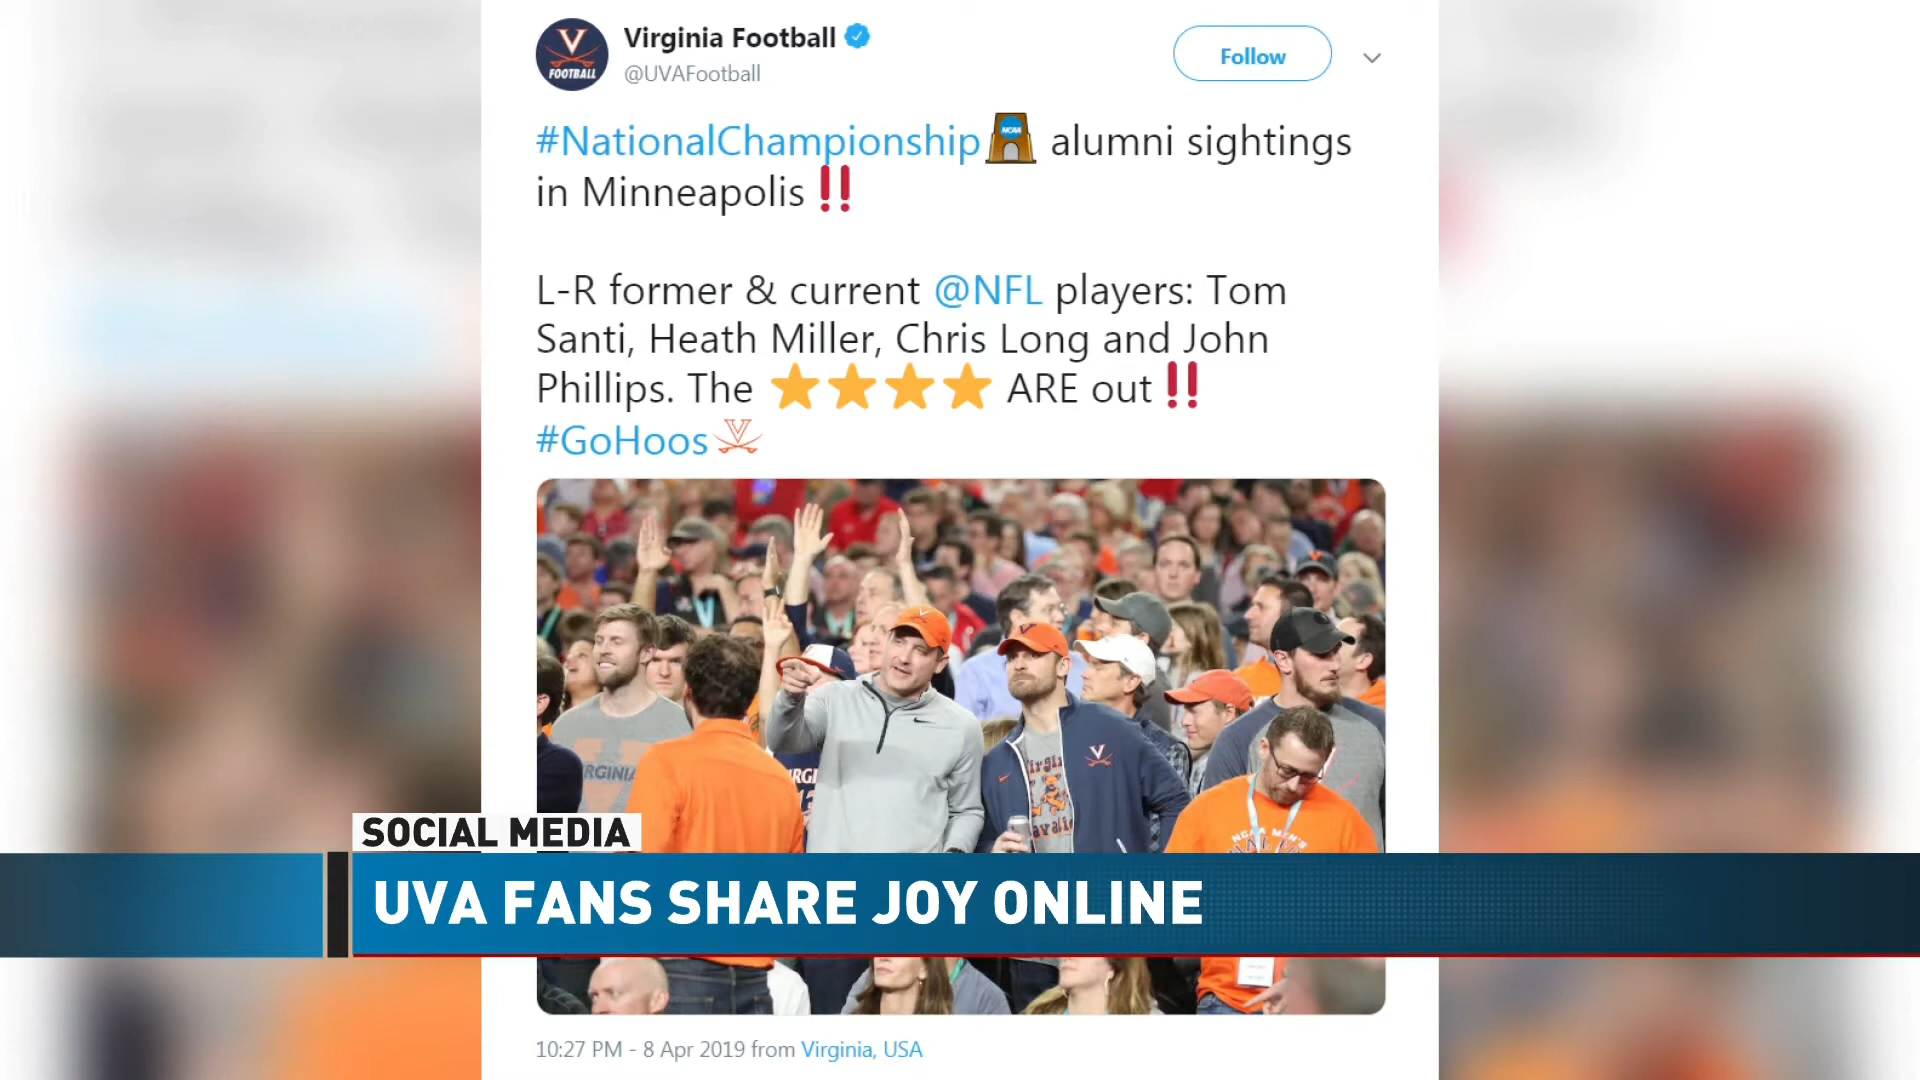 Virginia Football
@UVAFootball
Follow
FOOTBALL
#NationalChampionship NCAA alumni sightings
in Minneapolis‼
L-R former & current @NFL players: Tom
Santi, Heath Miller, Chris Long and John
Phillips. The ⭐⭐⭐⭐ ARE out‼
#GoHoos
SOCIAL MEDIA
UVA FANS SHARE JOY ONLINE
10:27 PM - 8 Apr 2019 from Virginia, USA